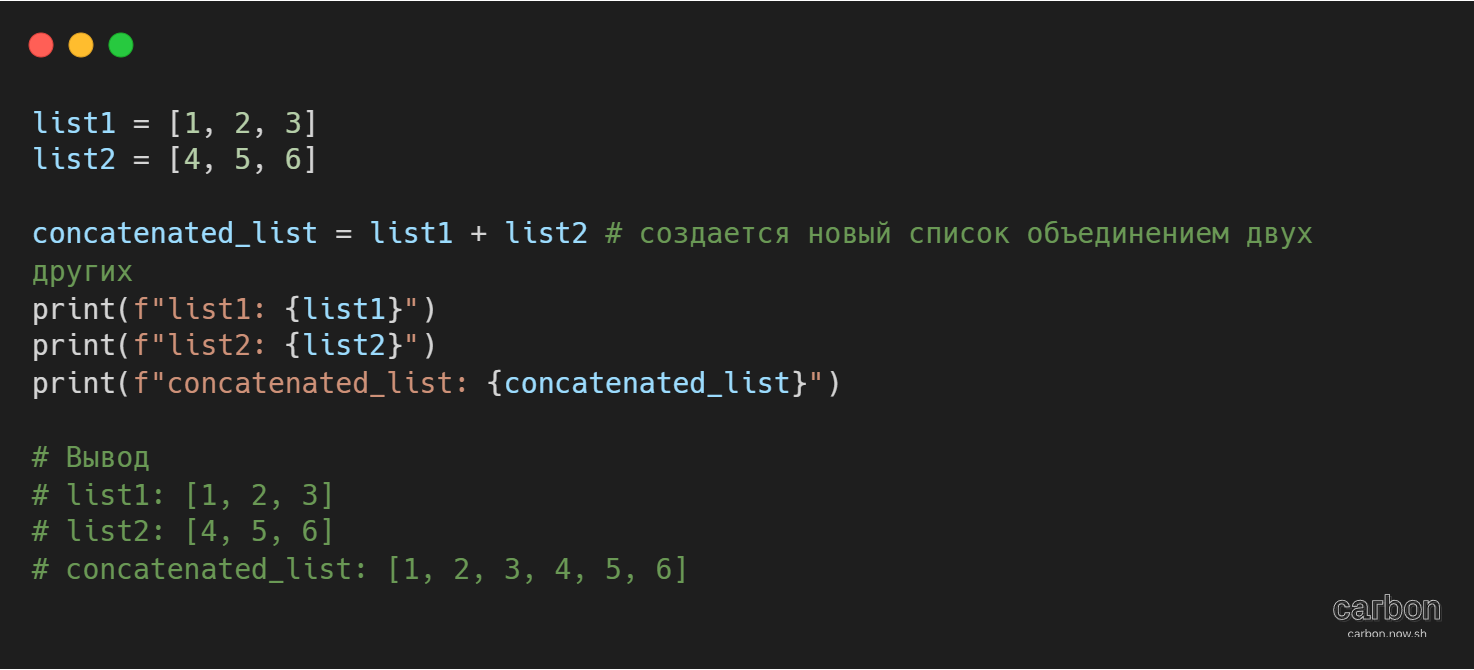 list1 = [1, 2, 3]
list2 = [4, 5, 6]
concatenated_list = list1 + list2 # создается новый список объединением двух
других
print(f"list1: {list1}")
print(f"list2: {list2}")
print(f"concatenated_list: {concatenated_list}")
# Вывод
# list1: [1, 2, 3]
# list2: [4, 5, 6]
# concatenated_list: [1, 2, 3, 4, 5, 6]
carbon
carbon.now.sh